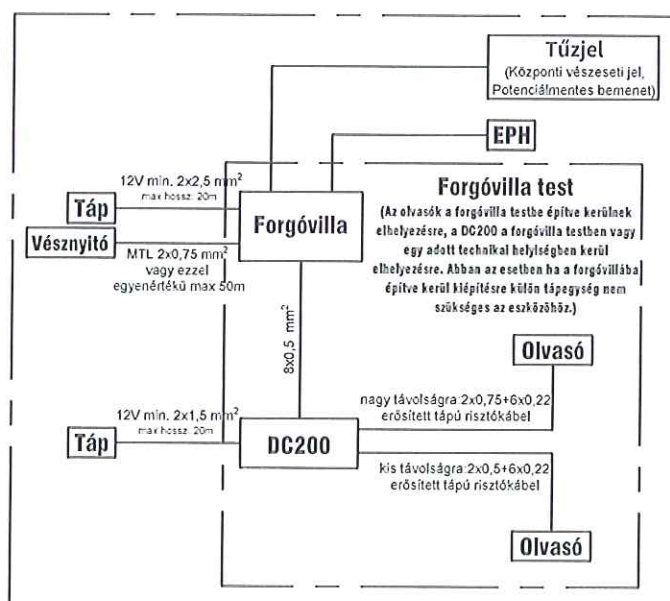 Tűzjel
(Központi vészeseti jel,
Potenciálmentes bemenet)
EPH
12V min. 2x2,5 mm²
max hossz: 20m
Táp
Forgóvilla
Vésznyitó
MTL 2x0,75 mm²
vagy ezzel
egyenértékű max 50m
Forgóvilla test
(Az olvasók a forgóvilla testbe építve kerülnek
elhelyezésre, a DC200 a forgóvilla testben vagy
egy adott technikai helyiségben kerül
elhelyezésre. Abban az esetben ha a forgóvillába
építve kerül kiépítésre külön tápegység nem
szükséges az eszközöhöz.)
8x0,5 mm²
Olvasó
nagy távolságra:2x0,75+6x0,22
erősített tápú risztókábel
12V min. 2x1,5 mm²
max hossz: 20m
Táp
DC200
kis távolságra:2x0,5+6x0,22
erősített tápú risztókábel
Olvasó